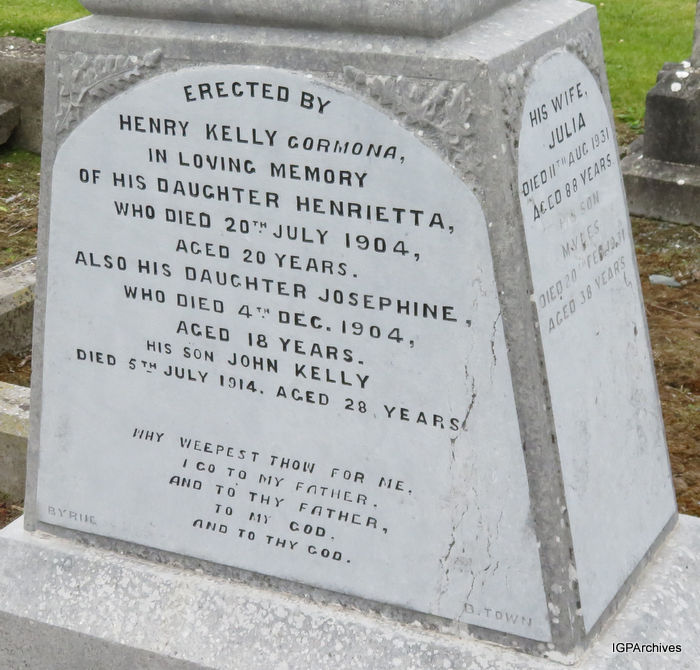 ERECTED BY
HENRY KELLY GORMONA,
IN LOVING MEMORY
OF HIS DAUGHTER HENRIETTA,
WHO DIED 20TH JULY 1904,
AGED 20 YEARS.
ALSO HIS DAUGHTER JOSEPHINE,
WHO DIED 4TH DEC. 1904,
AGED 18 YEARS.
HIS SON JOHN KELLY
DIED 5TH JULY 1914. AGED 28 YEARS
WHY WEEPEST THOW FOR ME.
I GO TO MY FATHER.
AND TO THY FATHER,
TO MY GOD.
AND TO THY GOD.
BYRNE
B.TOWN
HIS WIFE,
JULIA
DIED 11TH AUG 1931
AGED 88 YEARS
HIS SON
MYLES
DIED 20TH FEB 1931
AGED 38 YEARS
IGPArchives